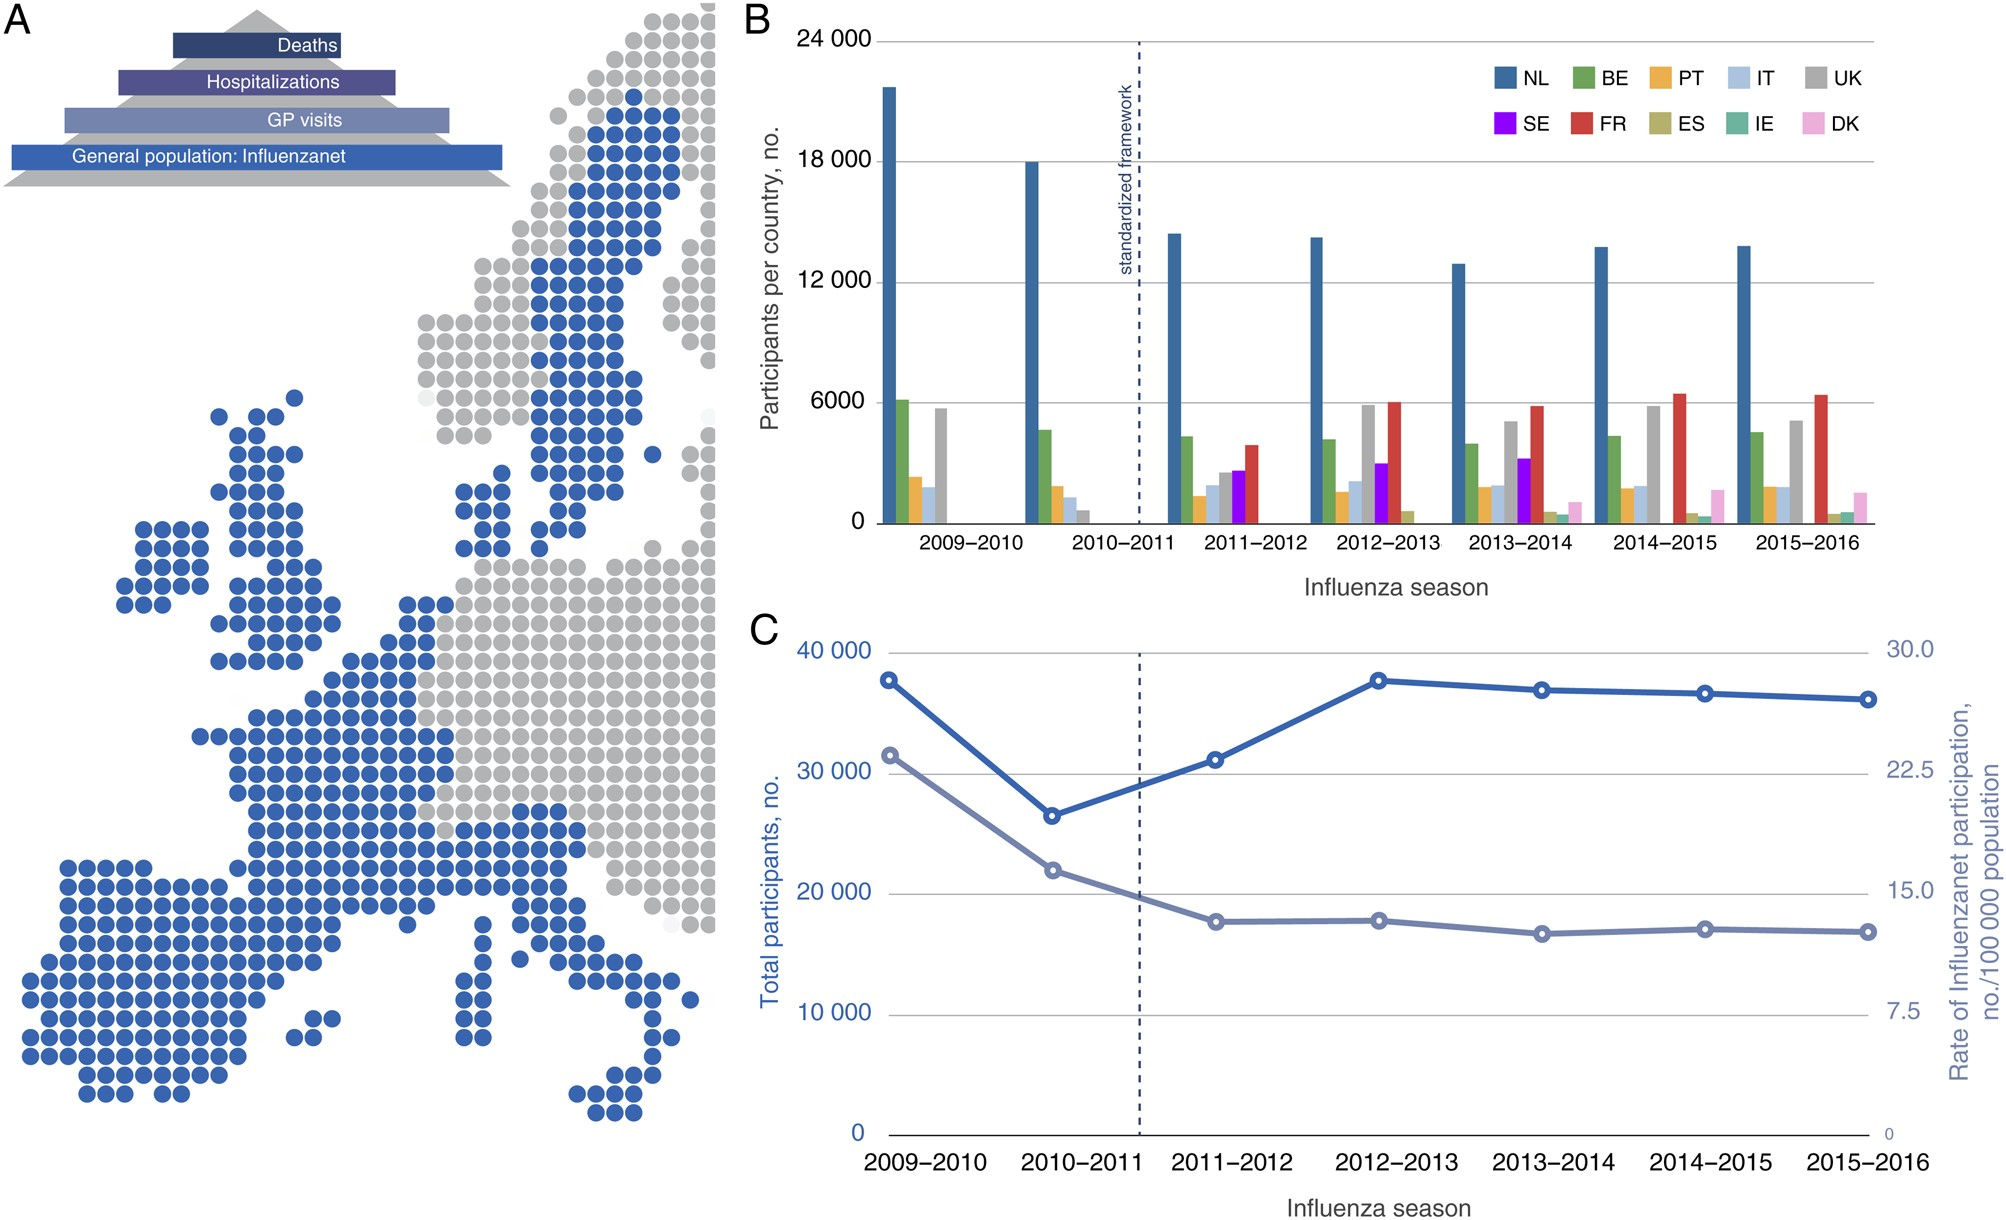 A
Deaths
Hospitalizations
GP visits
General population: Influenzanet
B
Participants per country, no.
24 000
18 000
12 000
6000
0
standardized framework
NL BE PT IT UK
SE FR ES IE DK
2009–2010 2010–2011 2011–2012 2012–2013 2013–2014 2014–2015 2015–2016
Influenza season
C
Total participants, no.
40 000
30 000
20 000
10 000
0
30.0
22.5
15.0
7.5
0
Rate of Influenzanet participation,
no./100 000 population
2009–2010 2010–2011 2011–2012 2012–2013 2013–2014 2014–2015 2015–2016
Influenza season